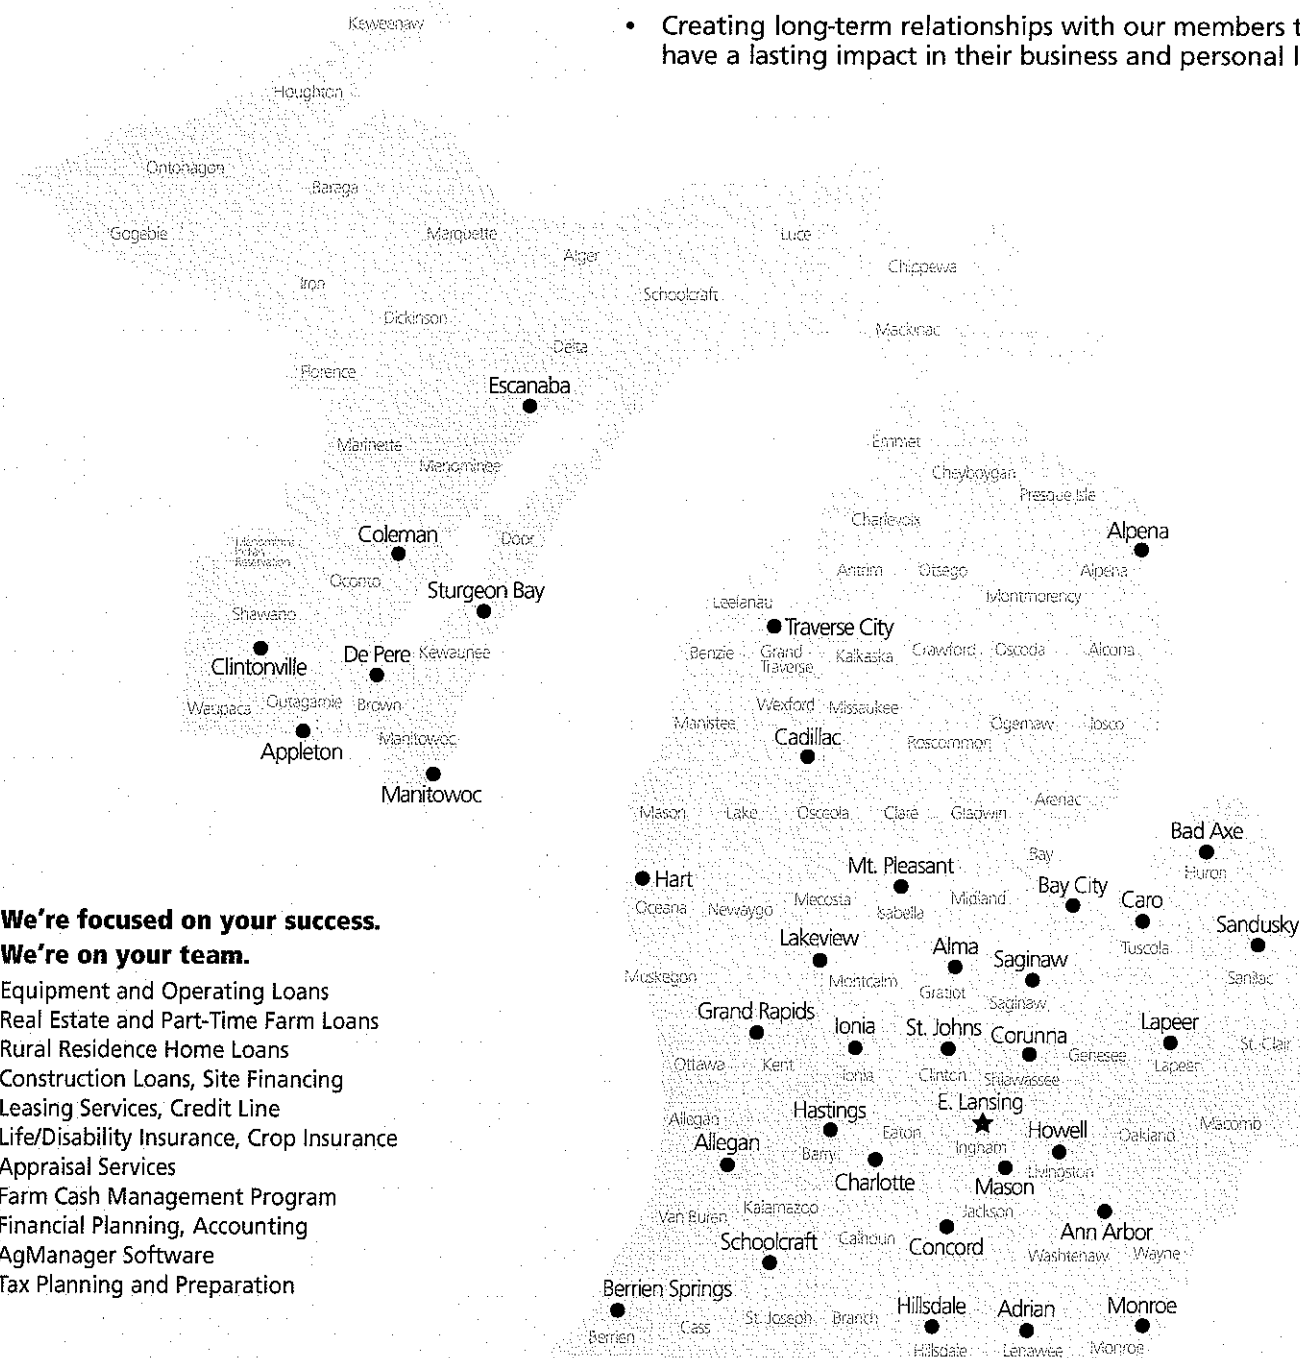 • Creating long-term relationships with our members t
have a lasting impact in their business and personal l
Keweenaw
Houghton
Ontonagon
Baraga
Gogebic
Marquette
Luce
Alger
Chippewa
Iron
Schoolcraft
Dickinson
Mackinac
Delta
Florence
Escanaba
Emmet
Marinette
Menominee
Cheyboygan
Presque Isle
Charlevoix
Alpena
Coleman
Door
Menominee
Indian
Reservation
Antrim
Otsego
Alpena
Oconto
Sturgeon Bay
Montmorency
Leelanau
Shawano
Traverse City
Clintonville
De Pere
Kewaunee
Benzie
Grand
Traverse
Kalkaska
Crawford
Oscoda
Alcona
Waupaca
Outagamie
Brown
Wexford
Missaukee
Manistee
Ogemaw
Iosco
Appleton
Manitowoc
Cadillac
Roscommon
Manitowoc
Mason
Lake
Osceola
Clare
Gladwin
Arenac
Bad Axe
Huron
Bay
Mt. Pleasant
Hart
Bay City
Caro
Oceana
Newaygo
Mecosta
Isabella
Midland
Sandusky
Lakeview
Alma
Saginaw
Tuscola
Muskegon
Montcalm
Gratiot
Saginaw
Sanilac
Grand Rapids
Ionia
St. Johns
Corunna
Lapeer
Ottawa
Kent
Ionia
Clinton
Shiawassee
Genesee
Lapeer
St. Clair
Allegan
Hastings
E. Lansing
Howell
Allegan
Barry
Eaton
Ingham
Livingston
Oakland
Macomb
Charlotte
Mason
Van Buren
Kalamazoo
Jackson
Schoolcraft
Calhoun
Concord
Ann Arbor
Washtenaw
Wayne
Berrien Springs
Hillsdale
Adrian
Monroe
Berrien
Cass
St. Joseph
Branch
Hillsdale
Lenawee
Monroe
We're focused on your success.
We're on your team.
Equipment and Operating Loans
Real Estate and Part-Time Farm Loans
Rural Residence Home Loans
Construction Loans, Site Financing
Leasing Services, Credit Line
Life/Disability Insurance, Crop Insurance
Appraisal Services
Farm Cash Management Program
Financial Planning, Accounting
AgManager Software
Tax Planning and Preparation